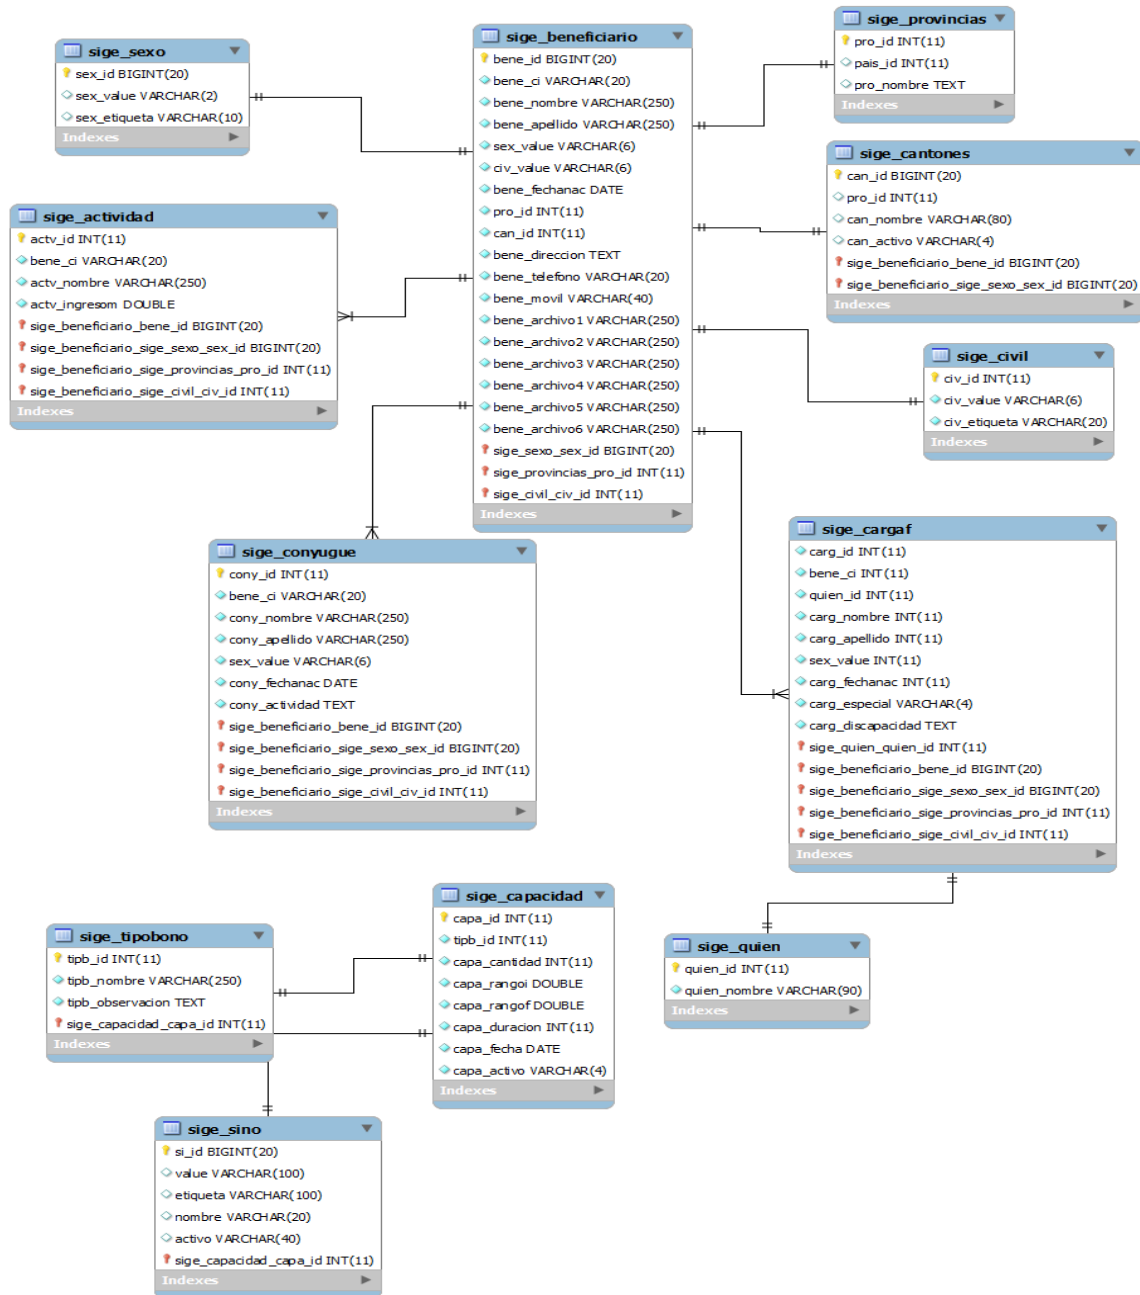 sige_sexo
sex_id BIGINT(20)
sex_value VARCHAR(2)
sex_etiqueta VARCHAR(10)
Indexes
sige_beneficiario
bene_id BIGINT(20)
bene_ci VARCHAR(20)
bene_nombre VARCHAR(250)
bene_apellido VARCHAR(250)
sex_value VARCHAR(6)
civ_value VARCHAR(6)
bene_fechanac DATE
pro_id INT(11)
can_id INT(11)
bene_direccion TEXT
bene_telefono VARCHAR(20)
bene_movil VARCHAR(40)
bene_archivo1 VARCHAR(250)
bene_archivo2 VARCHAR(250)
bene_archivo3 VARCHAR(250)
bene_archivo4 VARCHAR(250)
bene_archivo5 VARCHAR(250)
bene_archivo6 VARCHAR(250)
sige_sexo_sex_id BIGINT(20)
sige_provincias_pro_id INT(11)
sige_civil_civ_id INT(11)
Indexes
sige_provincias
pro_id INT(11)
pais_id INT(11)
pro_nombre TEXT
Indexes
sige_cantones
can_id BIGINT(20)
pro_id INT(11)
can_nombre VARCHAR(80)
can_activo VARCHAR(4)
sige_beneficiario_bene_id BIGINT(20)
sige_beneficiario_sige_sexo_sex_id BIGINT(20)
Indexes
sige_actividad
actv_id INT(11)
bene_ci VARCHAR(20)
actv_nombre VARCHAR(250)
actv_ingresom DOUBLE
sige_beneficiario_bene_id BIGINT(20)
sige_beneficiario_sige_sexo_sex_id BIGINT(20)
sige_beneficiario_sige_provincias_pro_id INT(11)
sige_beneficiario_sige_civil_civ_id INT(11)
Indexes
sige_civil
civ_id INT(11)
civ_value VARCHAR(6)
civ_etiqueta VARCHAR(20)
Indexes
sige_conyugue
cony_id INT(11)
bene_ci VARCHAR(20)
cony_nombre VARCHAR(250)
cony_apellido VARCHAR(250)
sex_value VARCHAR(6)
cony_fechanac DATE
cony_actividad TEXT
sige_beneficiario_bene_id BIGINT(20)
sige_beneficiario_sige_sexo_sex_id BIGINT(20)
sige_beneficiario_sige_provincias_pro_id INT(11)
sige_beneficiario_sige_civil_civ_id INT(11)
Indexes
sige_cargaf
carg_id INT(11)
bene_ci INT(11)
quien_id INT(11)
carg_nombre INT(11)
carg_apellido INT(11)
sex_value INT(11)
carg_fechanac INT(11)
carg_especial VARCHAR(4)
carg_discapacidad TEXT
sige_quien_quien_id INT(11)
sige_beneficiario_bene_id BIGINT(20)
sige_beneficiario_sige_sexo_sex_id BIGINT(20)
sige_beneficiario_sige_provincias_pro_id INT(11)
sige_beneficiario_sige_civil_civ_id INT(11)
Indexes
sige_tipobono
tipb_id INT(11)
tipb_nombre VARCHAR(250)
tipb_observacion TEXT
sige_capacidad_capa_id INT(11)
Indexes
sige_capacidad
capa_id INT(11)
tipb_id INT(11)
capa_cantidad INT(11)
capa_rangoi DOUBLE
capa_rangof DOUBLE
capa_duracion INT(11)
capa_fecha DATE
capa_activo VARCHAR(4)
Indexes
sige_quien
quien_id INT(11)
quien_nombre VARCHAR(90)
Indexes
sige_sino
si_id BIGINT(20)
value VARCHAR(100)
etiqueta VARCHAR(100)
nombre VARCHAR(20)
activo VARCHAR(40)
sige_capacidad_capa_id INT(11)
Indexes